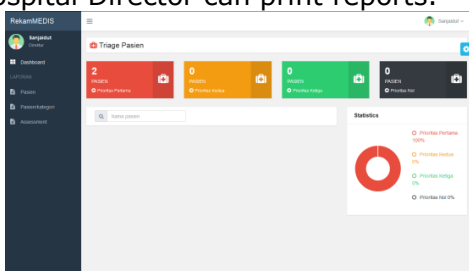 ospital Director can print reports.
RekamMEDIS
Sanjaidut
Sanjaidut
Direktur
Triage Pasien
Dashboard
LAPORAN
Pasien
Pasien/Kategori
Assessment
2
PASIEN
Prioritas Pertama
0
PASIEN
Prioritas Kedua
0
PASIEN
Prioritas Ketiga
0
PASIEN
Prioritas Nol
Nama pasien
Statistics
Prioritas Pertama
100%
Prioritas Kedua
0%
Prioritas Ketiga
0%
Prioritas Nol 0%